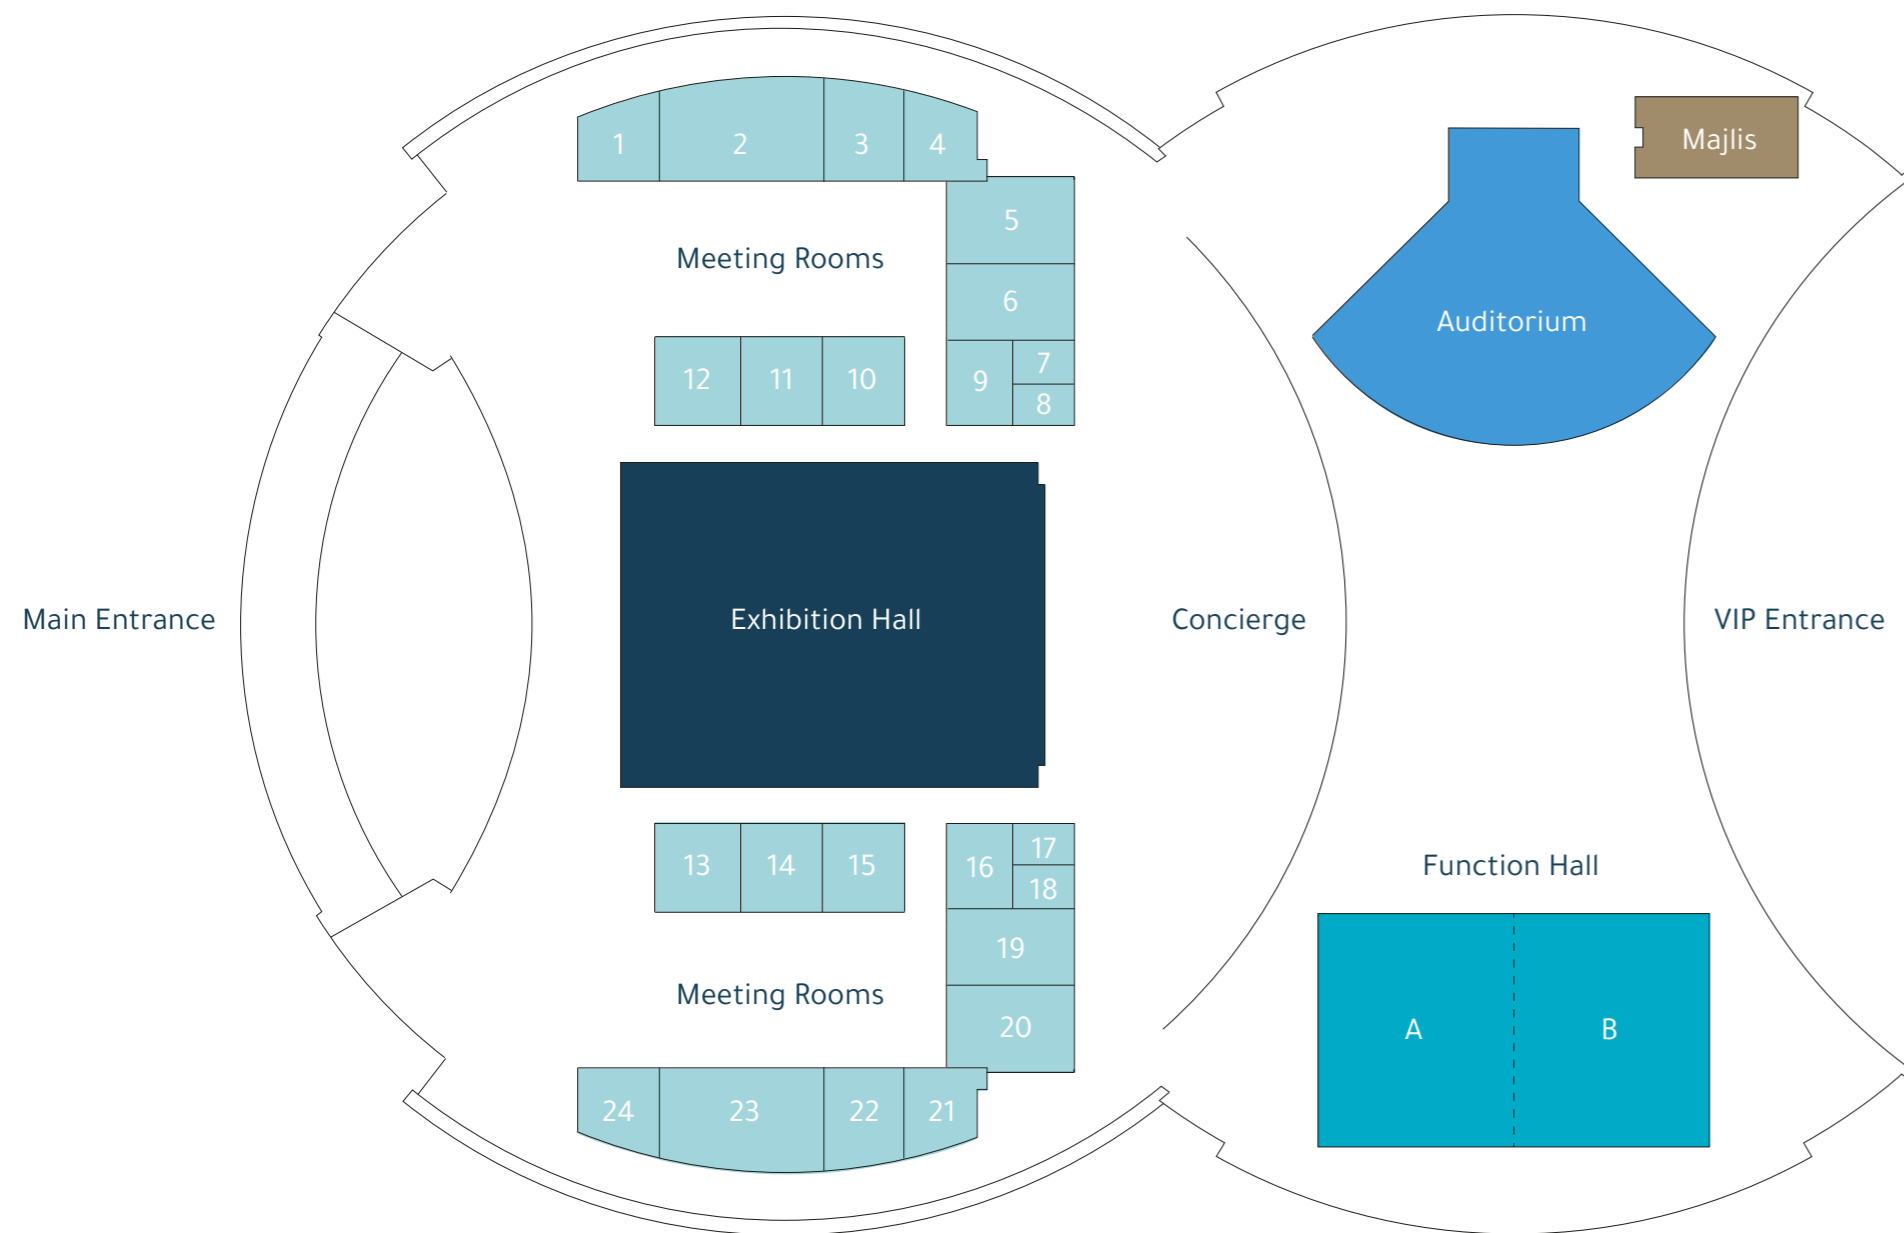 1
2
3
4
Majlis
5
Meeting Rooms
6
Auditorium
7
12
11
10
9
8
Main Entrance
Exhibition Hall
Concierge
VIP Entrance
13
14
15
16
17
18
Function Hall
19
Meeting Rooms
20
A
B
24
23
22
21